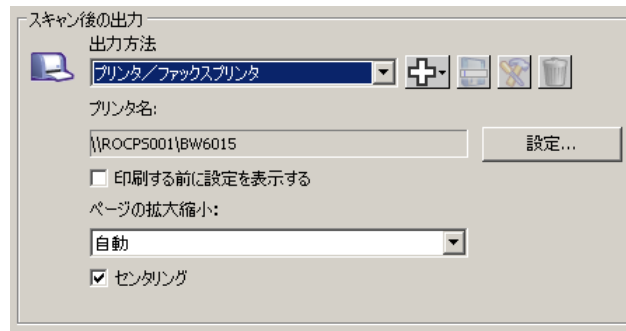 スキャン後の出力
出力方法
プリンタ／ファックスプリンタ
プリンタ名:
\\ROCPS001\BW6015
設定...
印刷する前に設定を表示する
ページの拡大縮小:
自動
センタリング